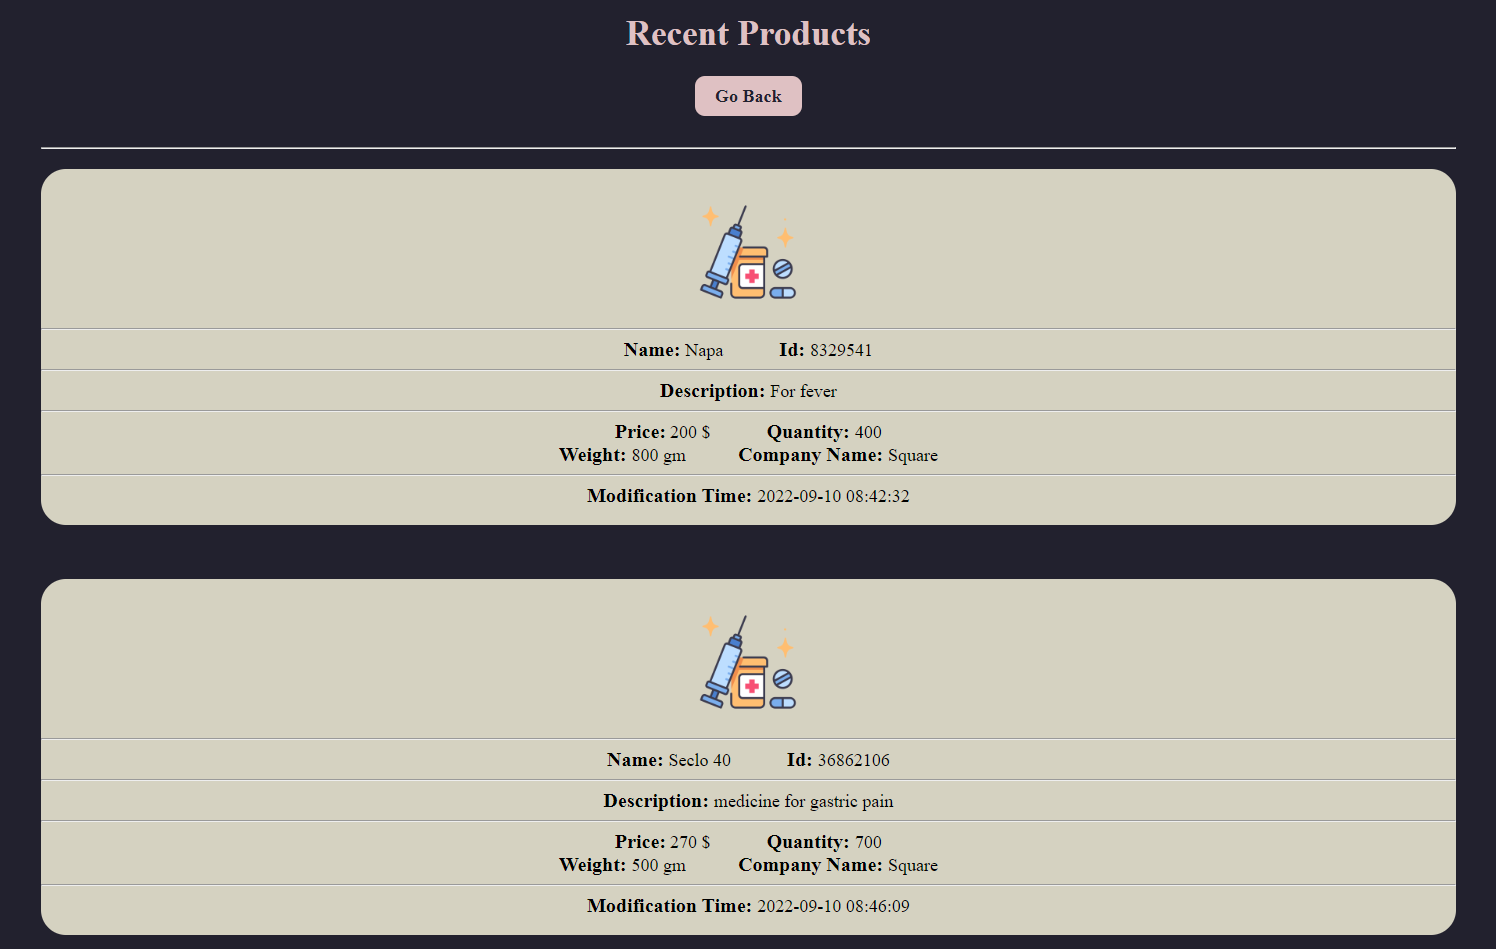 Recent Products
Go Back
Name: Napa Id: 8329541
Description: For fever
Price: 200 $ Quantity: 400
Weight: 800 gm Company Name: Square
Modification Time: 2022-09-10 08:42:32
Name: Seclo 40 Id: 36862106
Description: medicine for gastric pain
Price: 270 $ Quantity: 700
Weight: 500 gm Company Name: Square
Modification Time: 2022-09-10 08:46:09